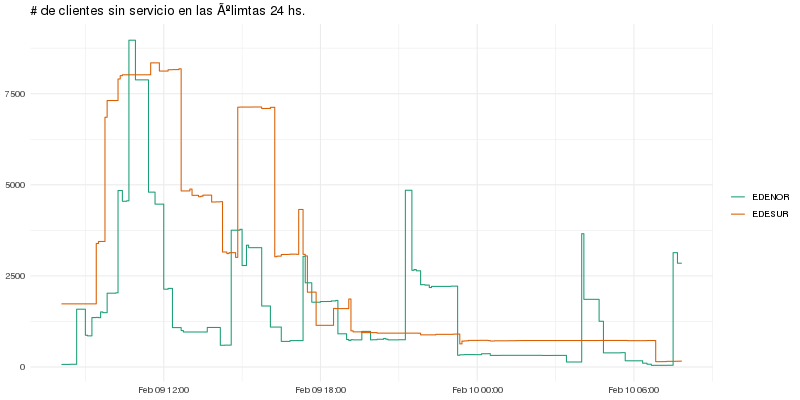 # de clientes sin servicio en las Ãºlimtas 24 hs.
7500
5000
2500
0
Feb 09 12:00
Feb 09 18:00
Feb 10 00:00
Feb 10 06:00
EDENOR
EDESUR